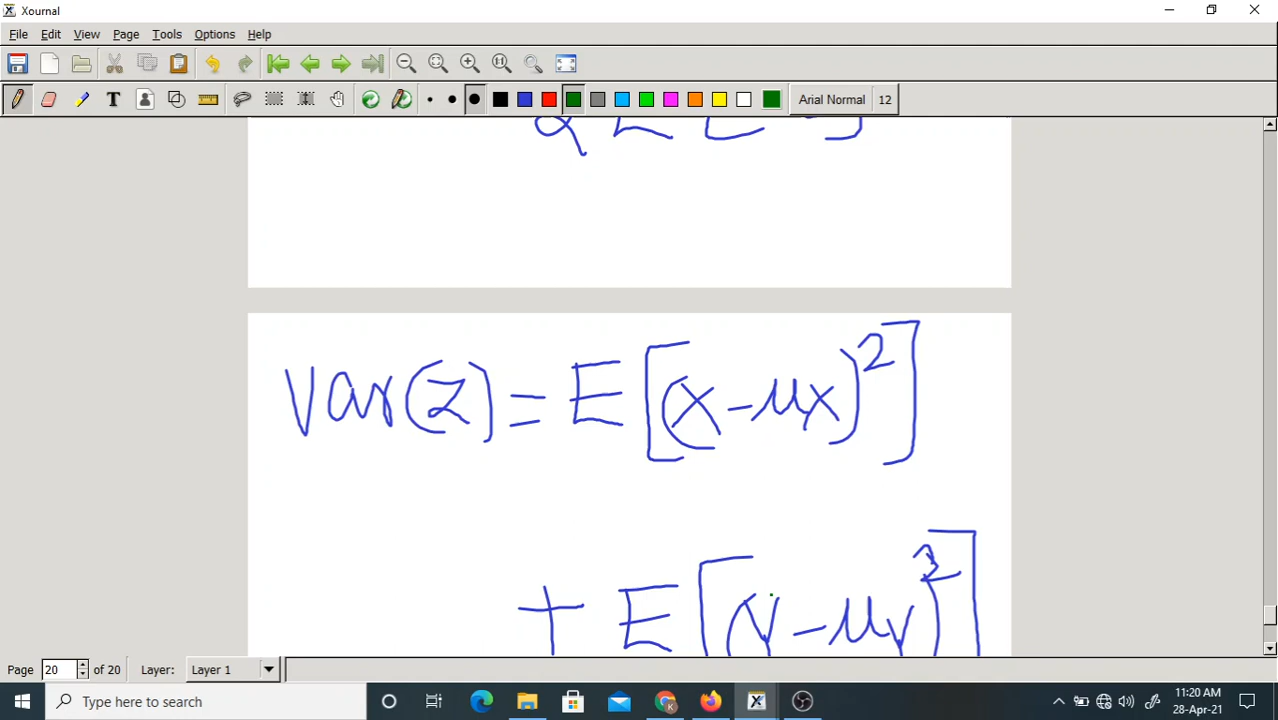 Xournal
File Edit View Page Tools Options Help
Arial Normal 12
Var(z) = E[(x - μx)²]
+ E[(y - μy)²]
Page 20 of 20 Layer: Layer 1
Type here to search
11:20 AM
28-Apr-21